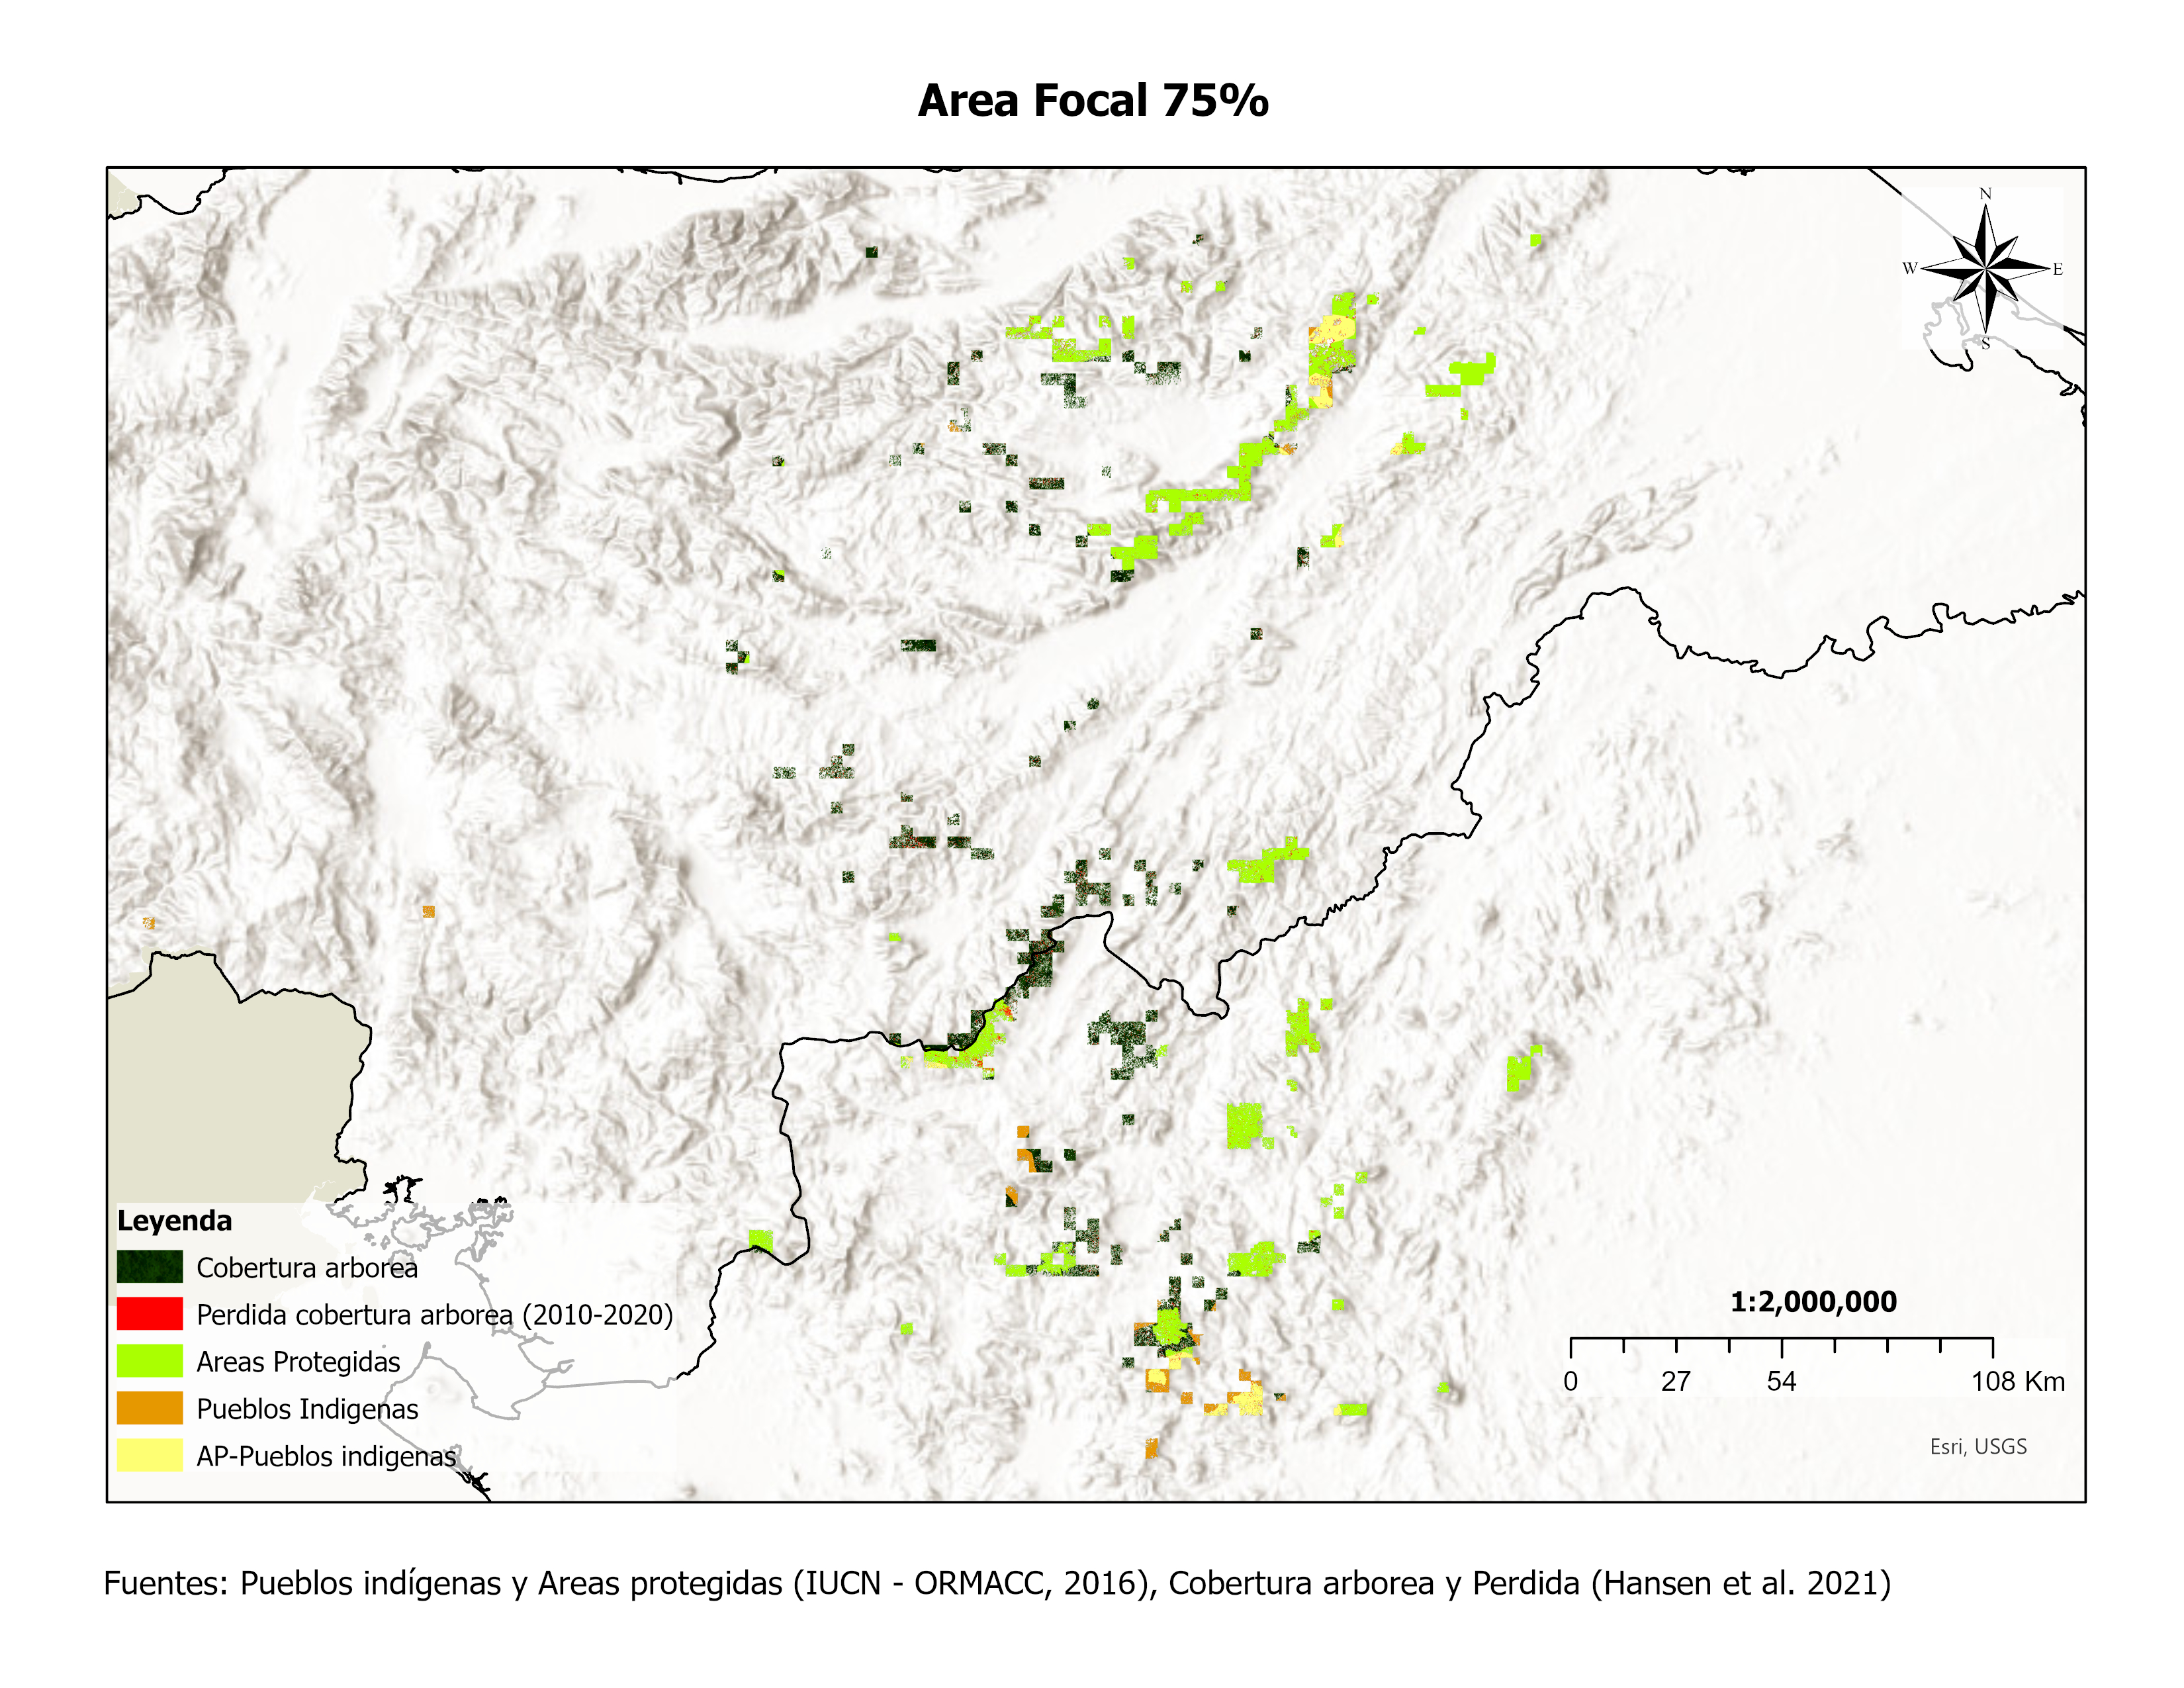 Area Focal 75%
N
W
E
S
Leyenda
Cobertura arborea
Perdida cobertura arborea (2010-2020)
Areas Protegidas
Pueblos Indigenas
AP-Pueblos indigenas
1:2,000,000
0 27 54 108 Km
Esri, USGS
Fuentes: Pueblos indígenas y Areas protegidas (IUCN - ORMACC, 2016), Cobertura arborea y Perdida (Hansen et al. 2021)